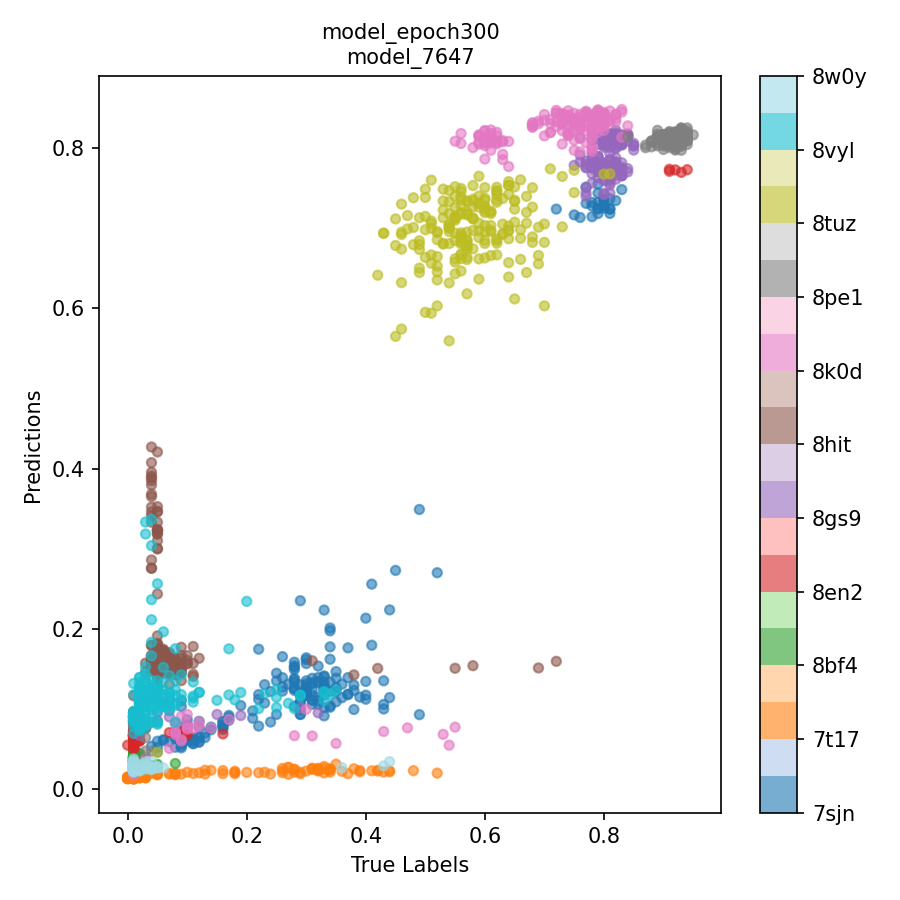 model_epoch300
model_7647
Predictions
0.8
0.6
0.4
0.2
0.0
0.0
0.2
0.4
0.6
0.8
True Labels
8w0y
8vyl
8tuz
8pe1
8k0d
8hit
8gs9
8en2
8bf4
7t17
7sjn